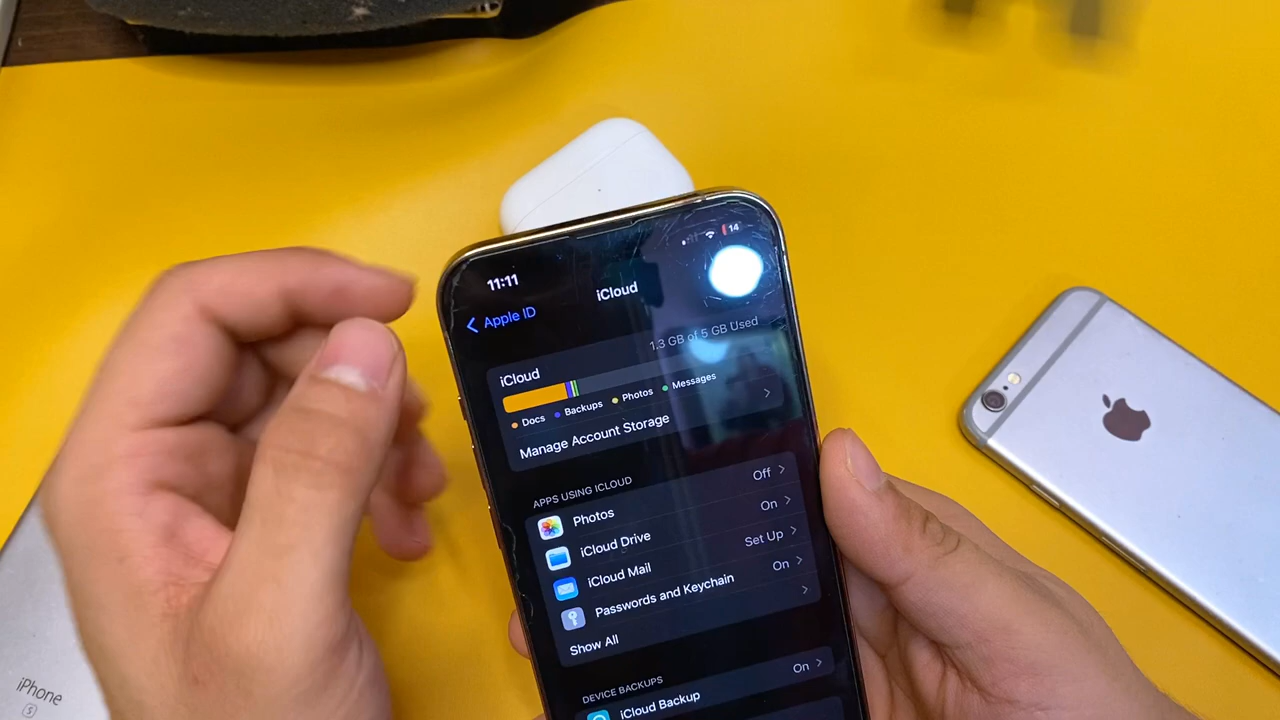 11:11
14
Apple ID
iCloud
iCloud
1.3 GB of 5 GB Used
Docs
Backups
Photos
Messages
Manage Account Storage
APPS USING ICLOUD
Photos
Off
iCloud Drive
On
iCloud Mail
Set Up
Passwords and Keychain
On
Show All
DEVICE BACKUPS
iCloud Backup
On
iPhone
S